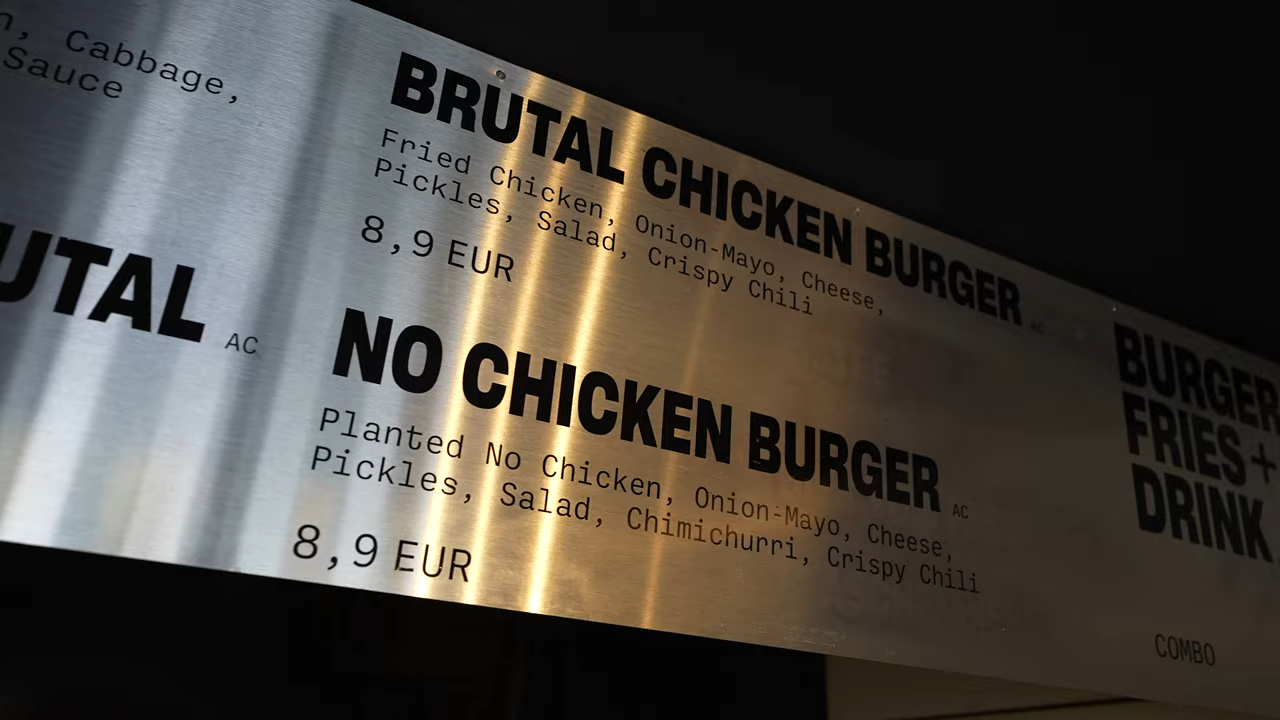 Cabbage,
Sauce
AC
BRUTAL CHICKEN BURGER
Fried Chicken, Onion-Mayo, Cheese,
Pickles, Salad, Crispy Chili
8,9 EUR
NO CHICKEN BURGER AC
Planted No Chicken, Onion-Mayo, Cheese,
Pickles, Salad, Chimichurri, Crispy Chili
8,9 EUR
BURGER
FRIES+
DRINK
COMBO